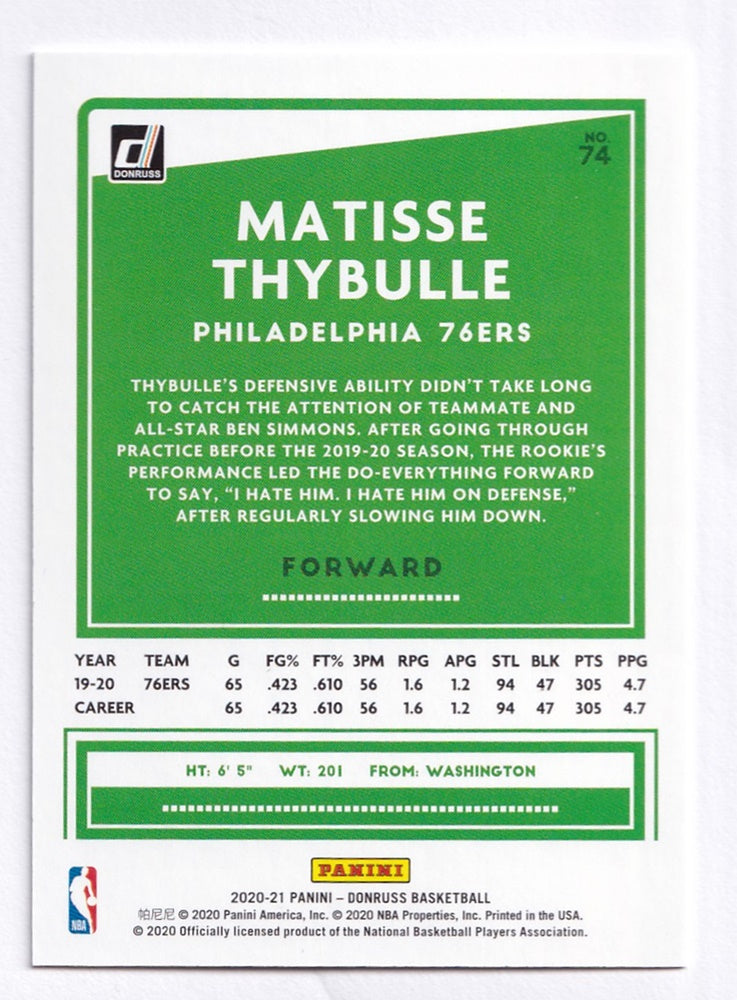 DONRUSS
NO.
74
MATISSE
THYBULLE
PHILADELPHIA 76ERS
THYBULLE'S DEFENSIVE ABILITY DIDN'T TAKE LONG
TO CATCH THE ATTENTION OF TEAMMATE AND
ALL-STAR BEN SIMMONS. AFTER GOING THROUGH
PRACTICE BEFORE THE 2019-20 SEASON, THE ROOKIE'S
PERFORMANCE LED THE DO-EVERYTHING FORWARD
TO SAY, “I HATE HIM. I HATE HIM ON DEFENSE,”
AFTER REGULARLY SLOWING HIM DOWN.
FORWARD
YEAR TEAM G FG% FT% 3PM RPG APG STL BLK PTS PPG
19-20 76ERS 65 .423 .610 56 1.6 1.2 94 47 305 4.7
CAREER 65 .423 .610 56 1.6 1.2 94 47 305 4.7
HT: 6' 5" WT: 201 FROM: WASHINGTON
PANINI
2020-21 PANINI – DONRUSS BASKETBALL
帕尼尼 © 2020 Panini America, Inc. © 2020 NBA Properties, Inc. Printed in the USA.
© 2020 Officially licensed product of the National Basketball Players Association.
NBA